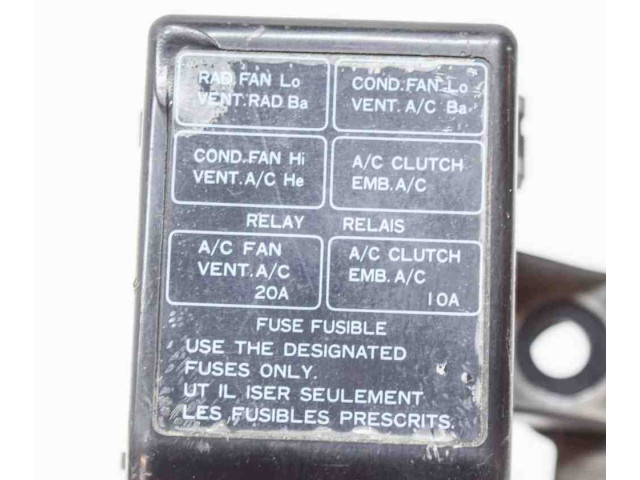 RAD.FAN Lo
VENT.RAD.Ba
COND.FAN Lo
VENT. A/C Ba
COND.FAN Hi
VENT.A/C He
A/C CLUTCH
EMB.A/C
RELAY RELAIS
A/C FAN
VENT.A/C
20A
A/C CLUTCH
EMB.A/C
10A
FUSE FUSIBLE
USE THE DESIGNATED
FUSES ONLY.
UT IL ISER SEULEMENT
LES FUSIBLES PRESCRITS.